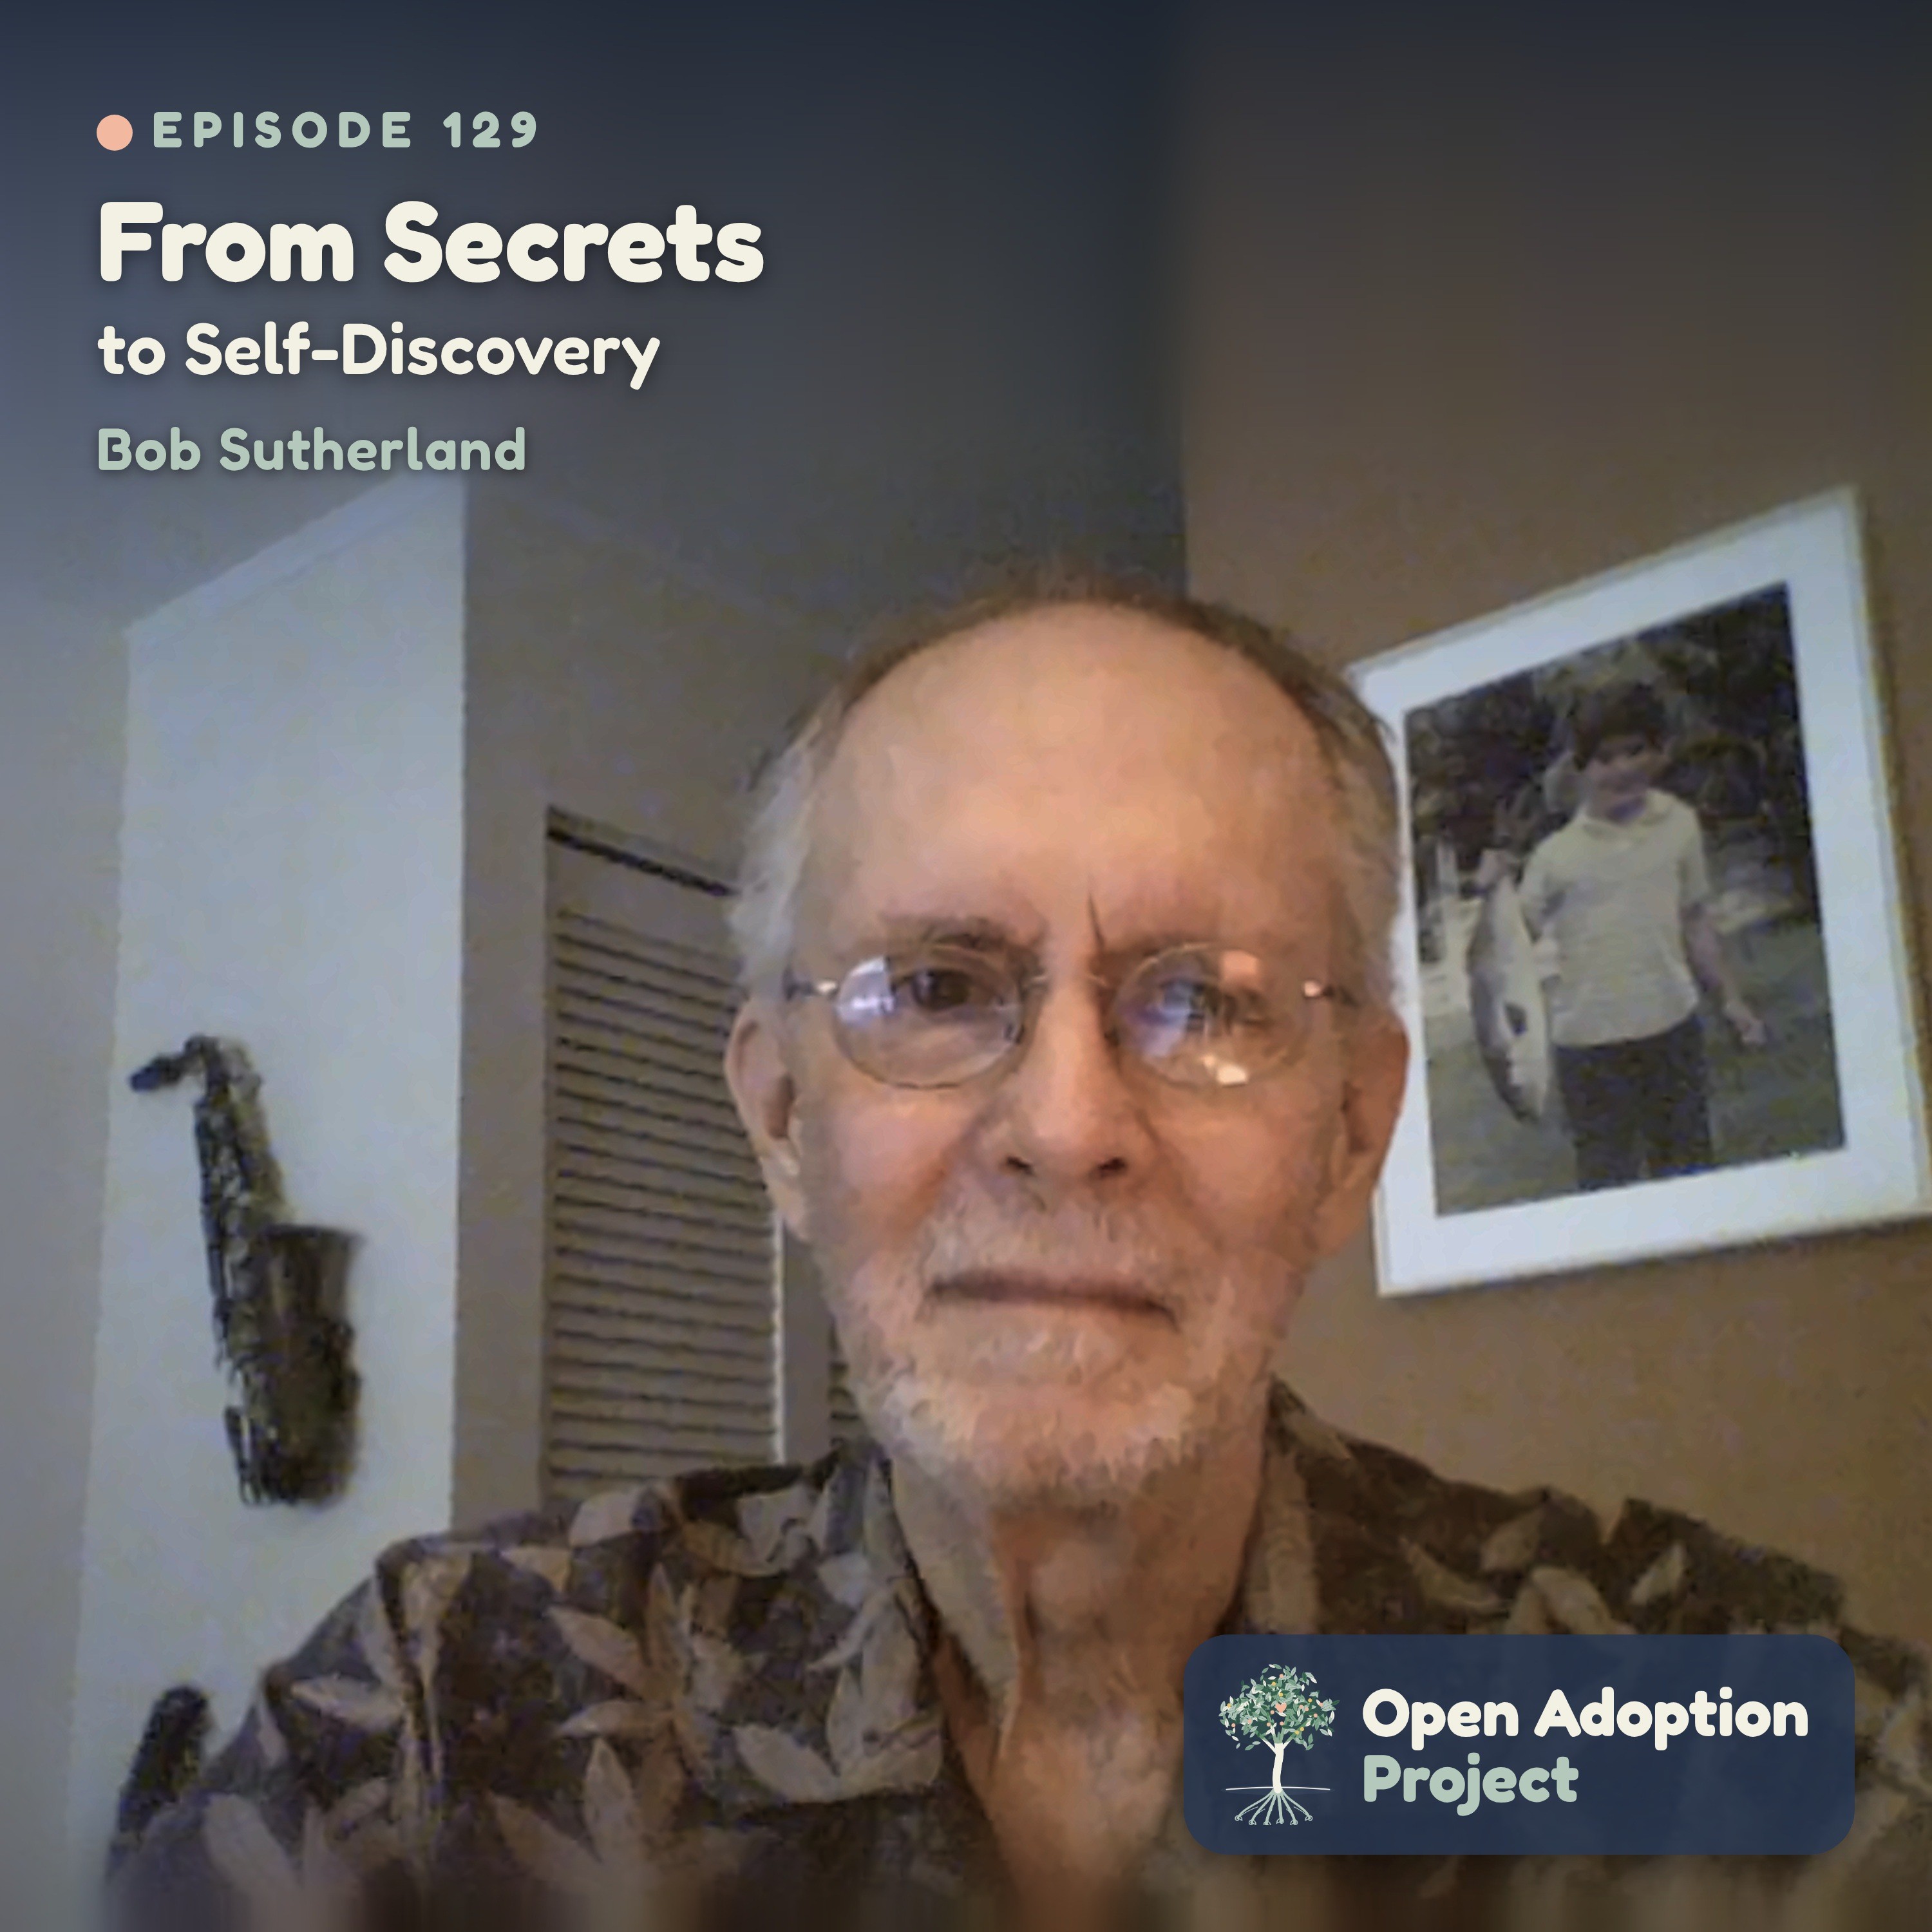 EPISODE 129
From Secrets
to Self-Discovery
Bob Sutherland
Open Adoption
Project